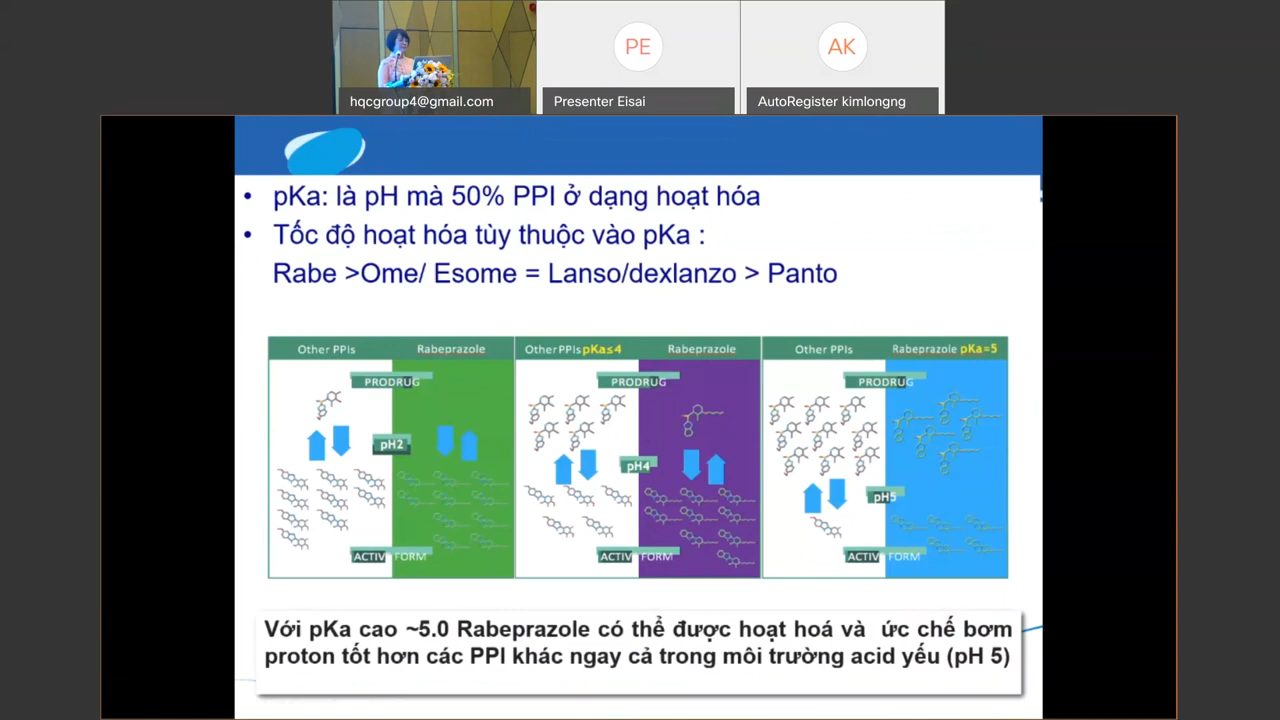 PE
AK
hqcgroup4@gmail.com
Presenter Eisai
AutoRegister kimlongng
• pKa: là pH mà 50% PPI ở dạng hoạt hóa
• Tốc độ hoạt hóa tùy thuộc vào pKa :
Rabe >Ome/ Esome = Lanso/dexlanzo > Panto
Other PPIs
Rabeprazole
Other PPIs pKa≤4
Rabeprazole
Other PPIs
Rabeprazole pKa=5
PRODRUG
PRODRUG
PRODRUG
pH2
pH4
pH5
ACTIV FORM
ACTIV FORM
ACTIV FORM
Với pKa cao ~5.0 Rabeprazole có thể được hoạt hoá và ức chế bơm
proton tốt hơn các PPI khác ngay cả trong môi trường acid yếu (pH 5)